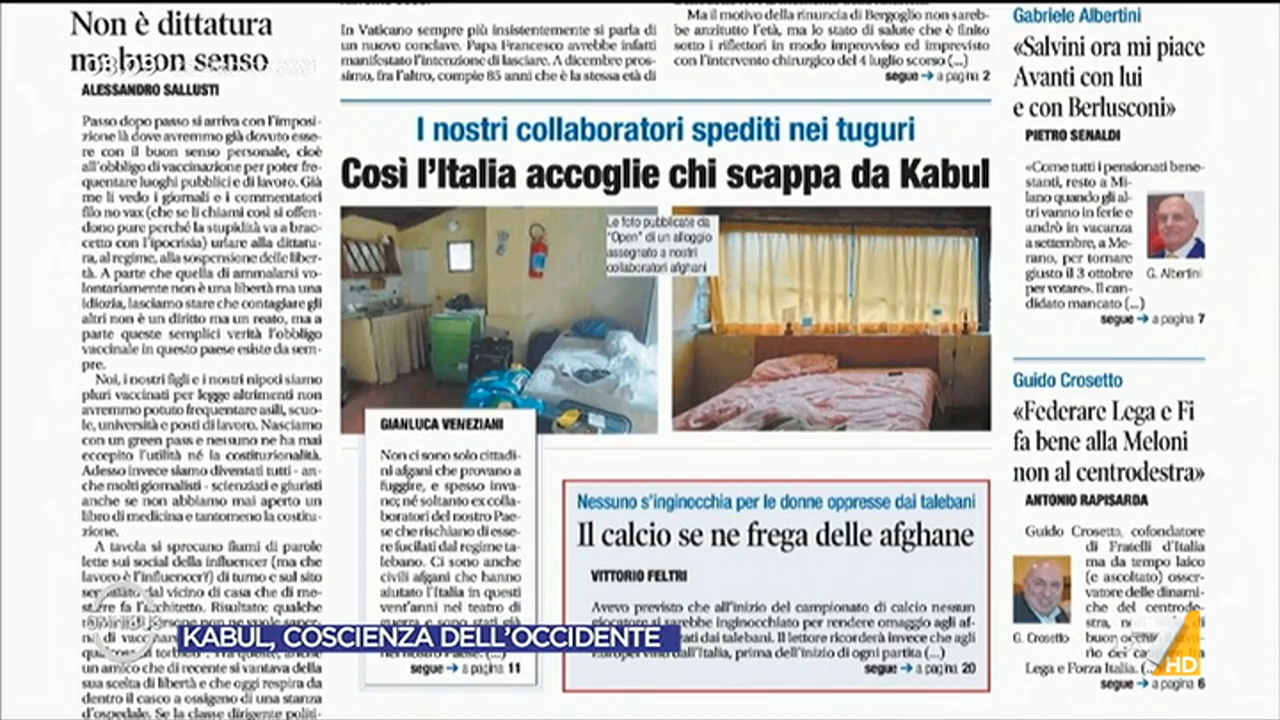 Non è dittatura
ma buon senso
ALESSANDRO SALLUSTI
Passo dopo passo si arriva con l'imposi-
zione là dove avremmo già dovuto esse-
re con il buon senso personale, cioè
all'obbligo di vaccinazione per poter fre-
quentare luoghi pubblici e di lavoro. Già
me li vedo i giornali e i commentatori
filo no vax (che se li chiami così si offen-
dono pure perché la stupidità va a brac-
cetto con l'ipocrisia) urlare alla dittatu-
ra, al regime, alla sospensione delle liber-
tà. A parte che quella di ammalarsi vo-
lontariamente non è una libertà ma una
idiozia, lasciamo stare che contagiare gli
altri non è un diritto ma un reato, ma a
parte queste semplici verità l'obbligo
vaccinale in questo paese esiste da sem-
pre.
Noi, i nostri figli e i nostri nipoti siamo
pluri vaccinati per legge altrimenti non
avremmo potuto frequentare asili, scuo-
le, università e posti di lavoro. Nasciamo
con un green pass e nessuno ne ha mai
eccepito l'utilità né la costituzionalità.
Adesso invece siamo diventati tutti - an-
che molti giornalisti - scienziati e giuristi
anche se non abbiamo mai aperto un
libro di medicina e tantomeno la costitu-
zione.
A tavola si sprecano fiumi di parole
lette sui social della influencer (ma che
lavoro è l'influencer?) di turno e sul sito
dal vicino di casa che di me-
stiere fa l'architetto. Risultato: qualche
di
un amico che di recente si vantava della
sua scelta di libertà e che oggi respira da
dentro il casco a ossigeno di una stanza
d'ospedale. Se la classe dirigente politi-
In Vaticano sempre più insistentemente si parla di
un nuovo conclave. Papa Francesco avrebbe infatti
manifestato l'intenzione di lasciare. A dicembre pros-
simo, fra l'altro, compie 85 anni che è la stessa età di
Ma il motivo della rinuncia di Bergoglio non sareb-
be anzitutto l'età, ma lo stato di salute che è finito
sotto i riflettori in modo improvviso ed imprevisto
con l'intervento chirurgico del 4 luglio scorso (...)
segue ➔ a pagina 2
I nostri collaboratori spediti nei tuguri
Così l'Italia accoglie chi scappa da Kabul
Le foto pubblicate da
"Open" di un alloggio
assegnato a nostri
collaboratori afghani
GIANLUCA VENEZIANI
Non ci sono solo cittadi-
ni afgani che provano a
fuggire, e spesso inva-
no; né soltanto ex colla-
boratori del nostro Pae-
se che rischiano di esse-
re fucilati dal regime ta-
lebano. Ci sono anche
civili afgani che hanno
aiutato l'Italia in questi
vent'anni nel teatro di
segue ➔ a pagina 11
Nessuno s'inginocchia per le donne oppresse dai talebani
Il calcio se ne frega delle afghane
VITTORIO FELTRI
Avevo previsto che all'inizio del campionato di calcio nessun
giocatore si sarebbe inginocchiato per rendere omaggio agli af-
dai talebani. Il lettore ricorderà invece che agli
Europei vinti dall'Italia, prima dell'inizio di ogni partita (...)
segue ➔ a pagina 20
Gabriele Albertini
«Salvini ora mi piace
Avanti con lui
e con Berlusconi»
PIETRO SENALDI
«Come tutti i pensionati bene-
stanti, resto a Mi-
lano quando gli al-
tri vanno in ferie e
andrò in vacanza
a settembre, a Me-
rano, per tornare
giusto il 3 ottobre
per votare». Il can-
didato mancato (...)
G. Albertini
segue ➔ a pagina 7
Guido Crosetto
«Federare Lega e Fi
fa bene alla Meloni
non al centrodestra»
ANTONIO RAPISARDA
Guido Crosetto, cofondatore
di Fratelli d'Italia
ma da tempo laico
(e ascoltato) osser-
vatore delle dinami-
che del centrode-
stra,
buon
G. Crosetto
Lega e Forza Italia.
segue ➔ a pagina 6
KABUL, COSCIENZA DELL'OCCIDENTE
HD